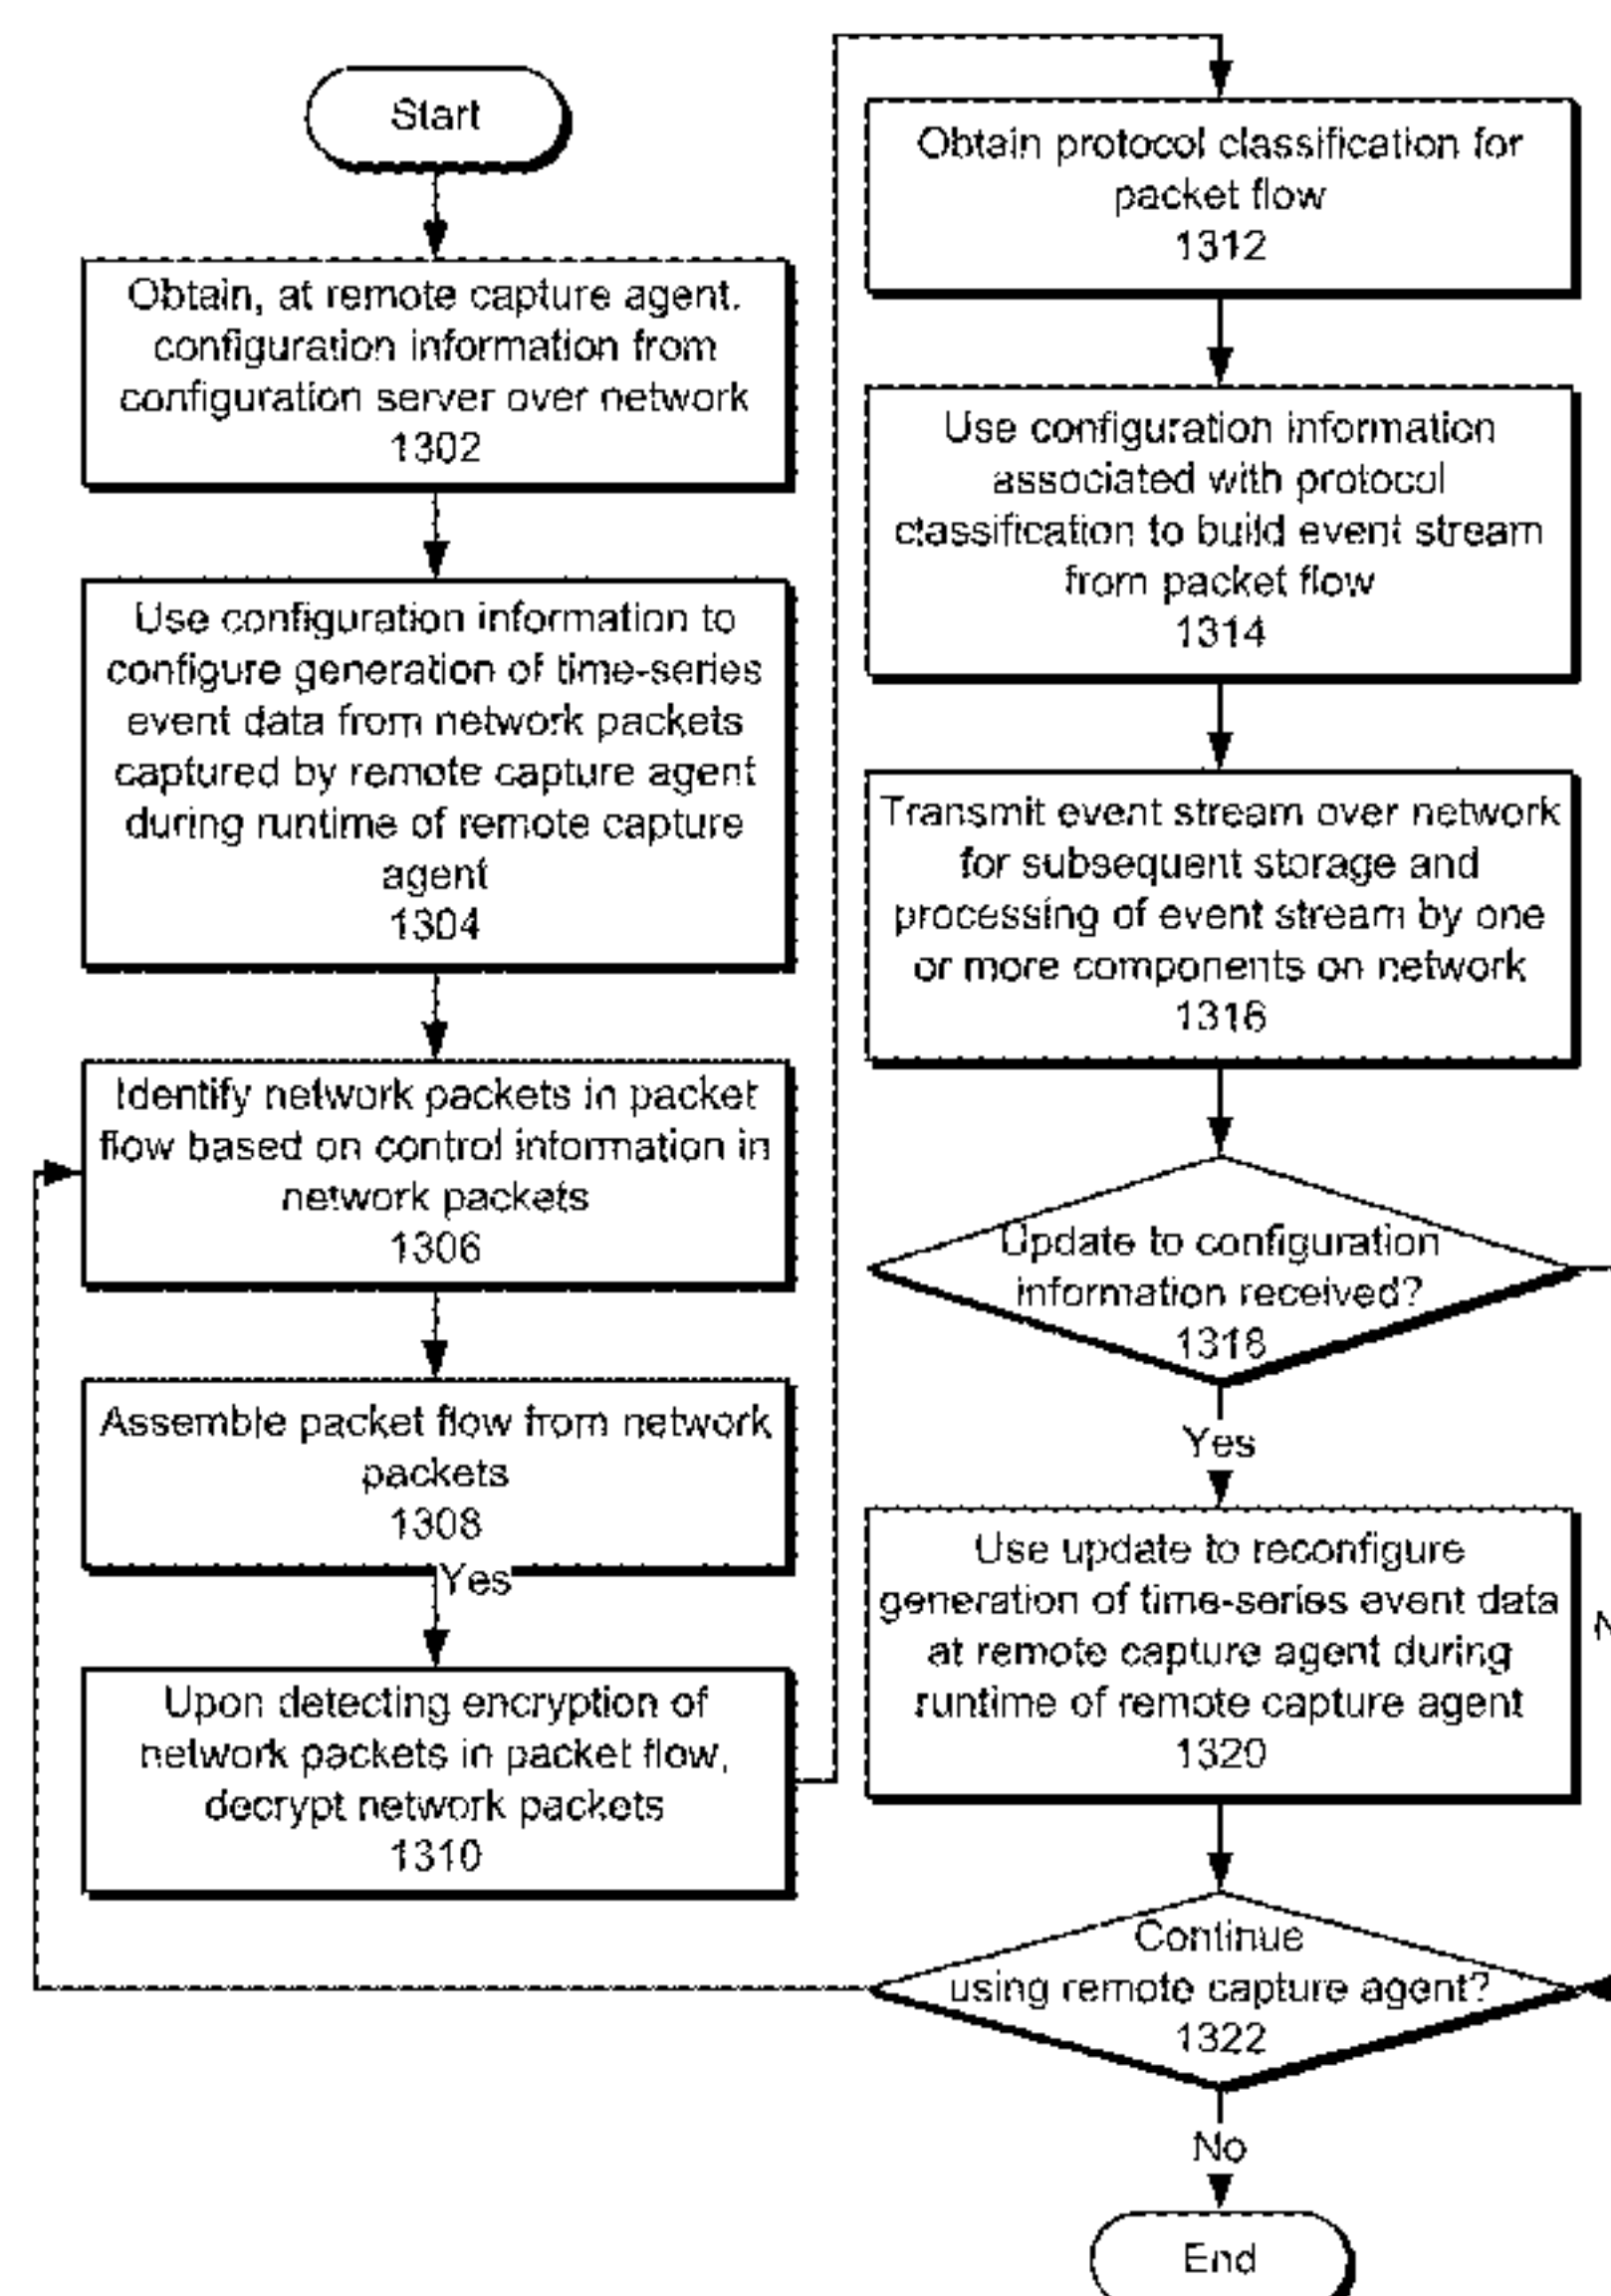 Start
Obtain, at remote capture agent,
configuration information from
configuration server over network
1302
Use configuration information to
configure generation of time-series
event data from network packets
captured by remote capture agent
during runtime of remote capture
agent
1304
Identify network packets in packet
flow based on control information in
network packets
1306
Assemble packet flow from network
packets
1308
Yes
Upon detecting encryption of
network packets in packet flow,
decrypt network packets
1310
Obtain protocol classification for
packet flow
1312
Use configuration information
associated with protocol
classification to build event stream
from packet flow
1314
Transmit event stream over network
for subsequent storage and
processing of event stream by one
or more components on network
1316
Update to configuration
information received?
1318
Yes
Use update to reconfigure
generation of time-series event data
at remote capture agent during
runtime of remote capture agent
1320
Continue
using remote capture agent?
1322
No
End